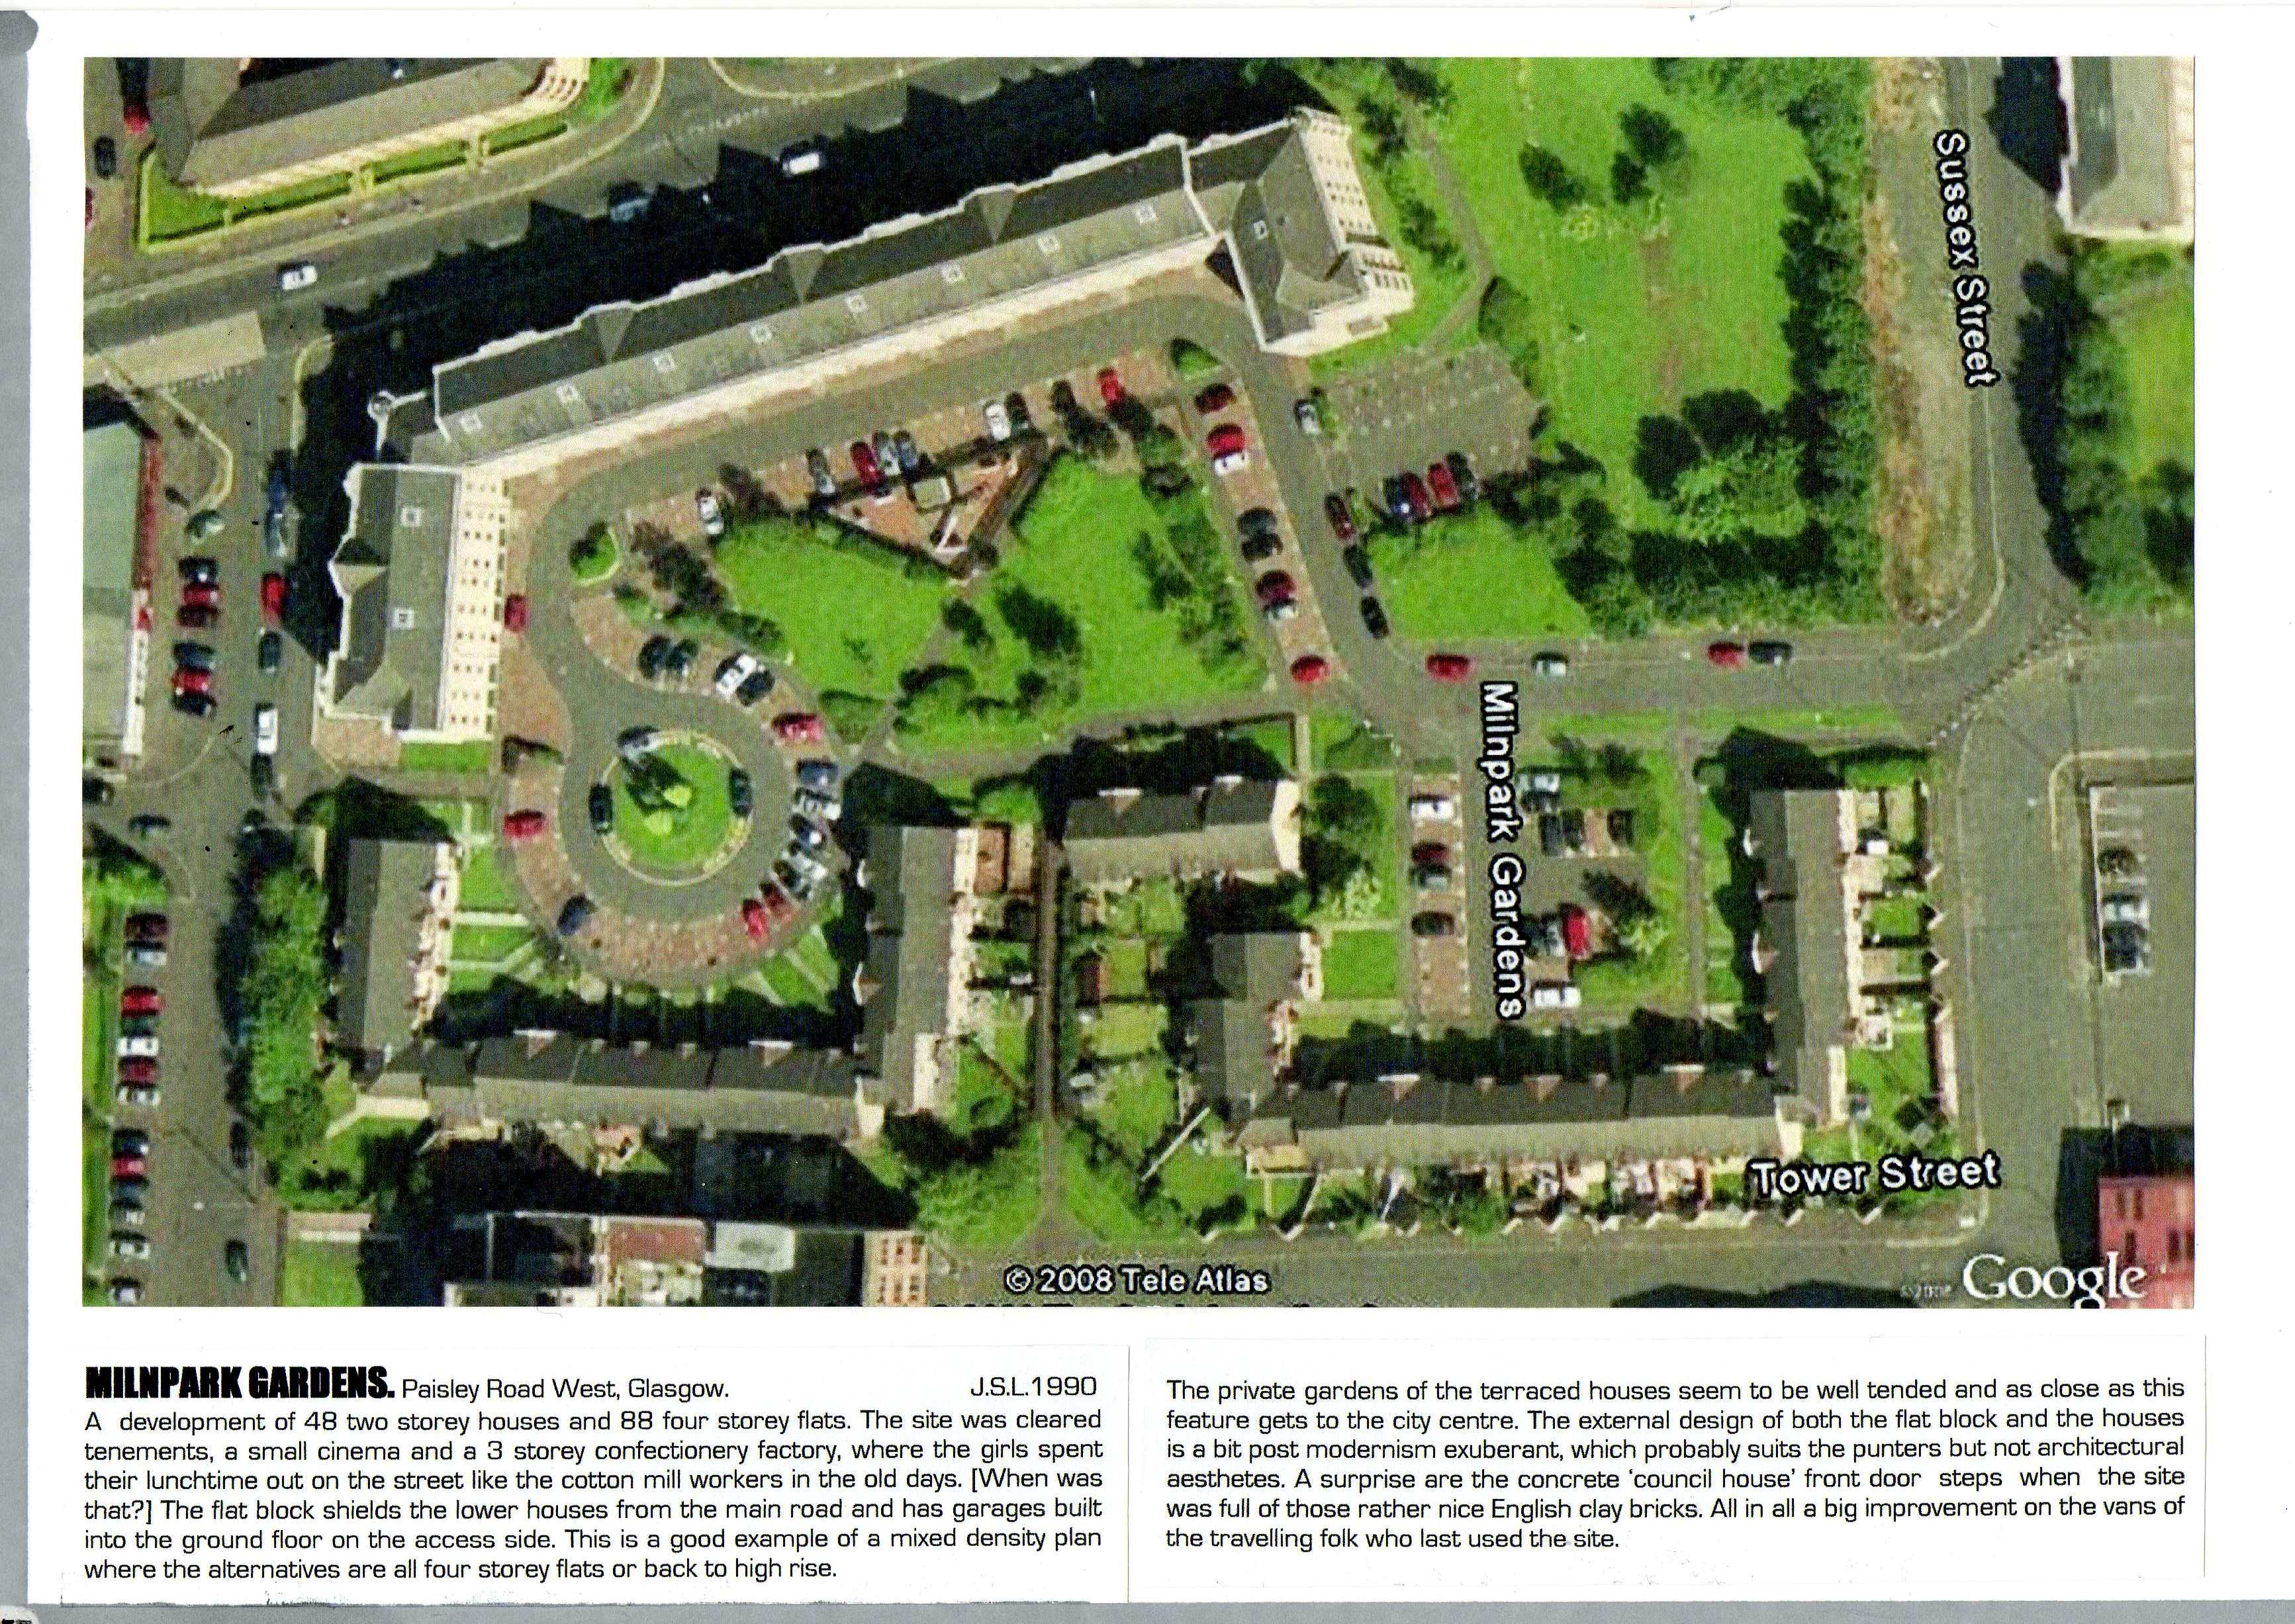 Sussex Street
Milnpark Gardens
Tower Street
© 2008 Tele Atlas
Google
MILNPARK GARDENS. Paisley Road West, Glasgow. J.S.L.1990
A development of 48 two storey houses and 88 four storey flats. The site was cleared
tenements, a small cinema and a 3 storey confectionery factory, where the girls spent
their lunchtime out on the street like the cotton mill workers in the old days. [When was
that?] The flat block shields the lower houses from the main road and has garages built
into the ground floor on the access side. This is a good example of a mixed density plan
where the alternatives are all four storey flats or back to high rise.
The private gardens of the terraced houses seem to be well tended and as close as this
feature gets to the city centre. The external design of both the flat block and the houses
is a bit post modernism exuberant, which probably suits the punters but not architectural
aesthetes. A surprise are the concrete ‘council house’ front door steps when the site
was full of those rather nice English clay bricks. All in all a big improvement on the vans of
the travelling folk who last used the site.